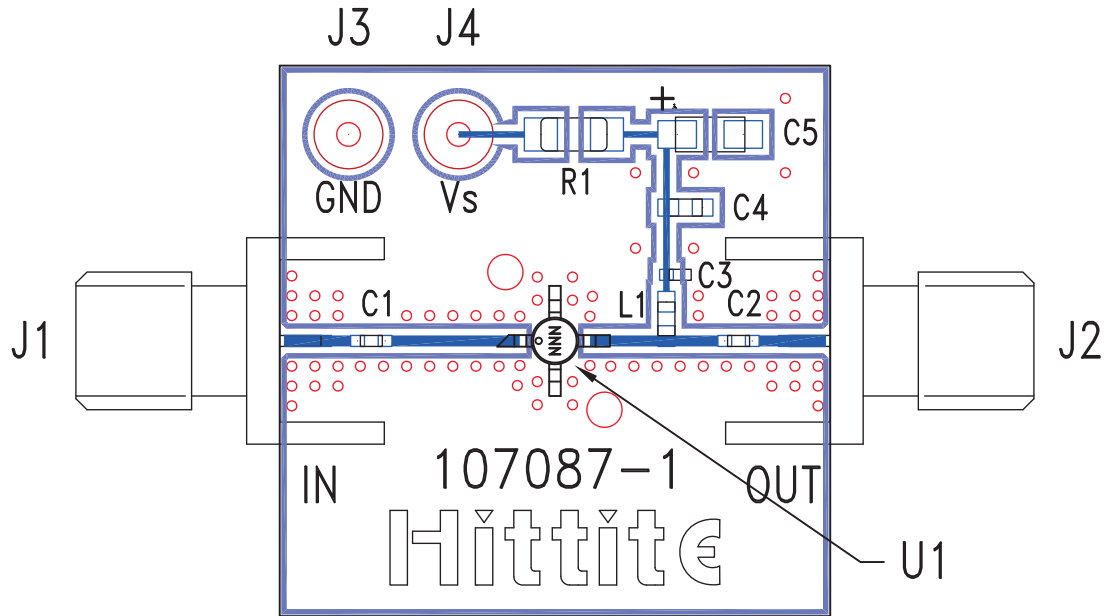 J3 J4
+
C5
GND Vs R1
C4
C3
C1 L1 C2
J1 NNN J2
107087-1
IN OUT
Hittite
U1